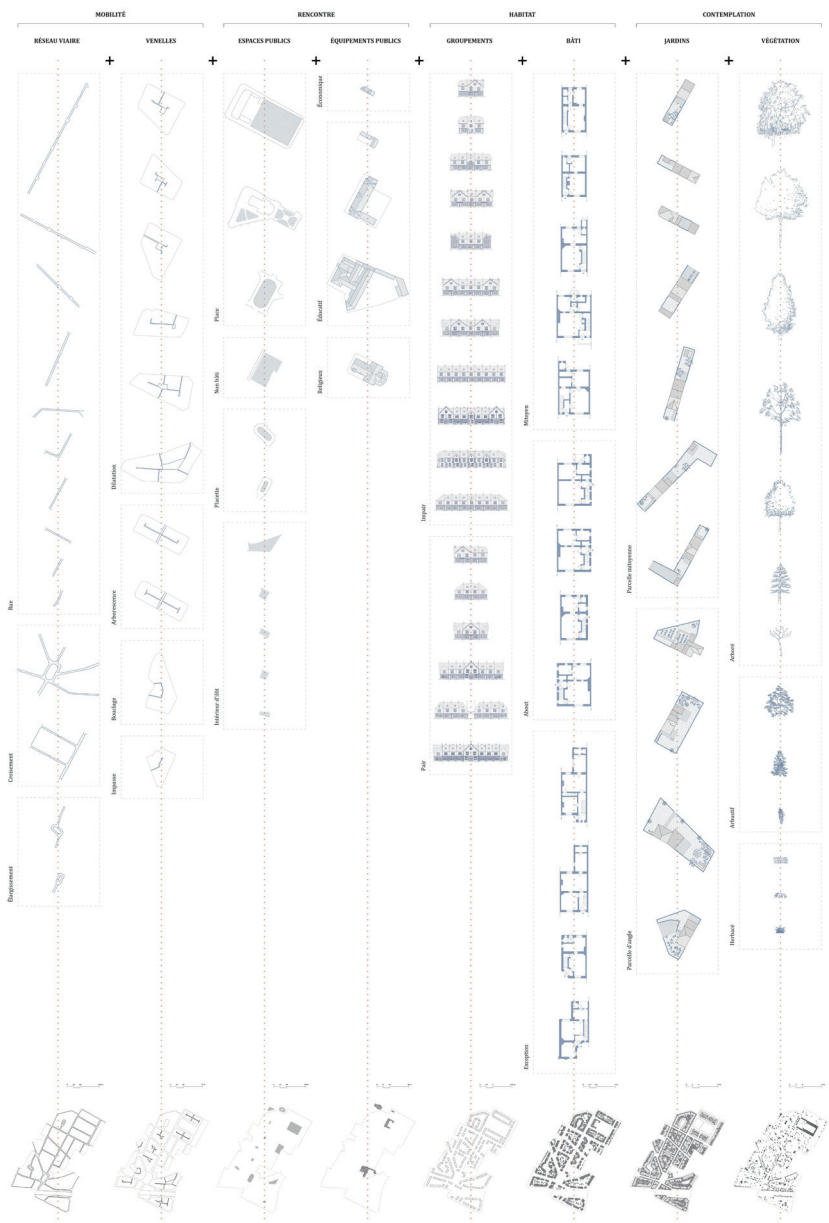 MOBILITÉ
RENCONTRE
HABITAT
CONTEMPLATION
RÉSEAU VIAIRE
VENELLES
ESPACES PUBLICS
ÉQUIPEMENTS PUBLICS
GROUPEMENTS
BÂTI
JARDINS
VÉGÉTATION
+
+
+
+
+
+
+
Rue
Croisement
Élargissement
Dilatation
Arborescence
Bouclage
Impasse
Place
Non bâti
Placette
Intérieur d'îlot
Économique
Éducatif
Religieux
Impair
Pair
Mitoyen
About
Exception
Parcelle mitoyenne
Parcelle d'angle
Arboré
Arbustif
Herbacé